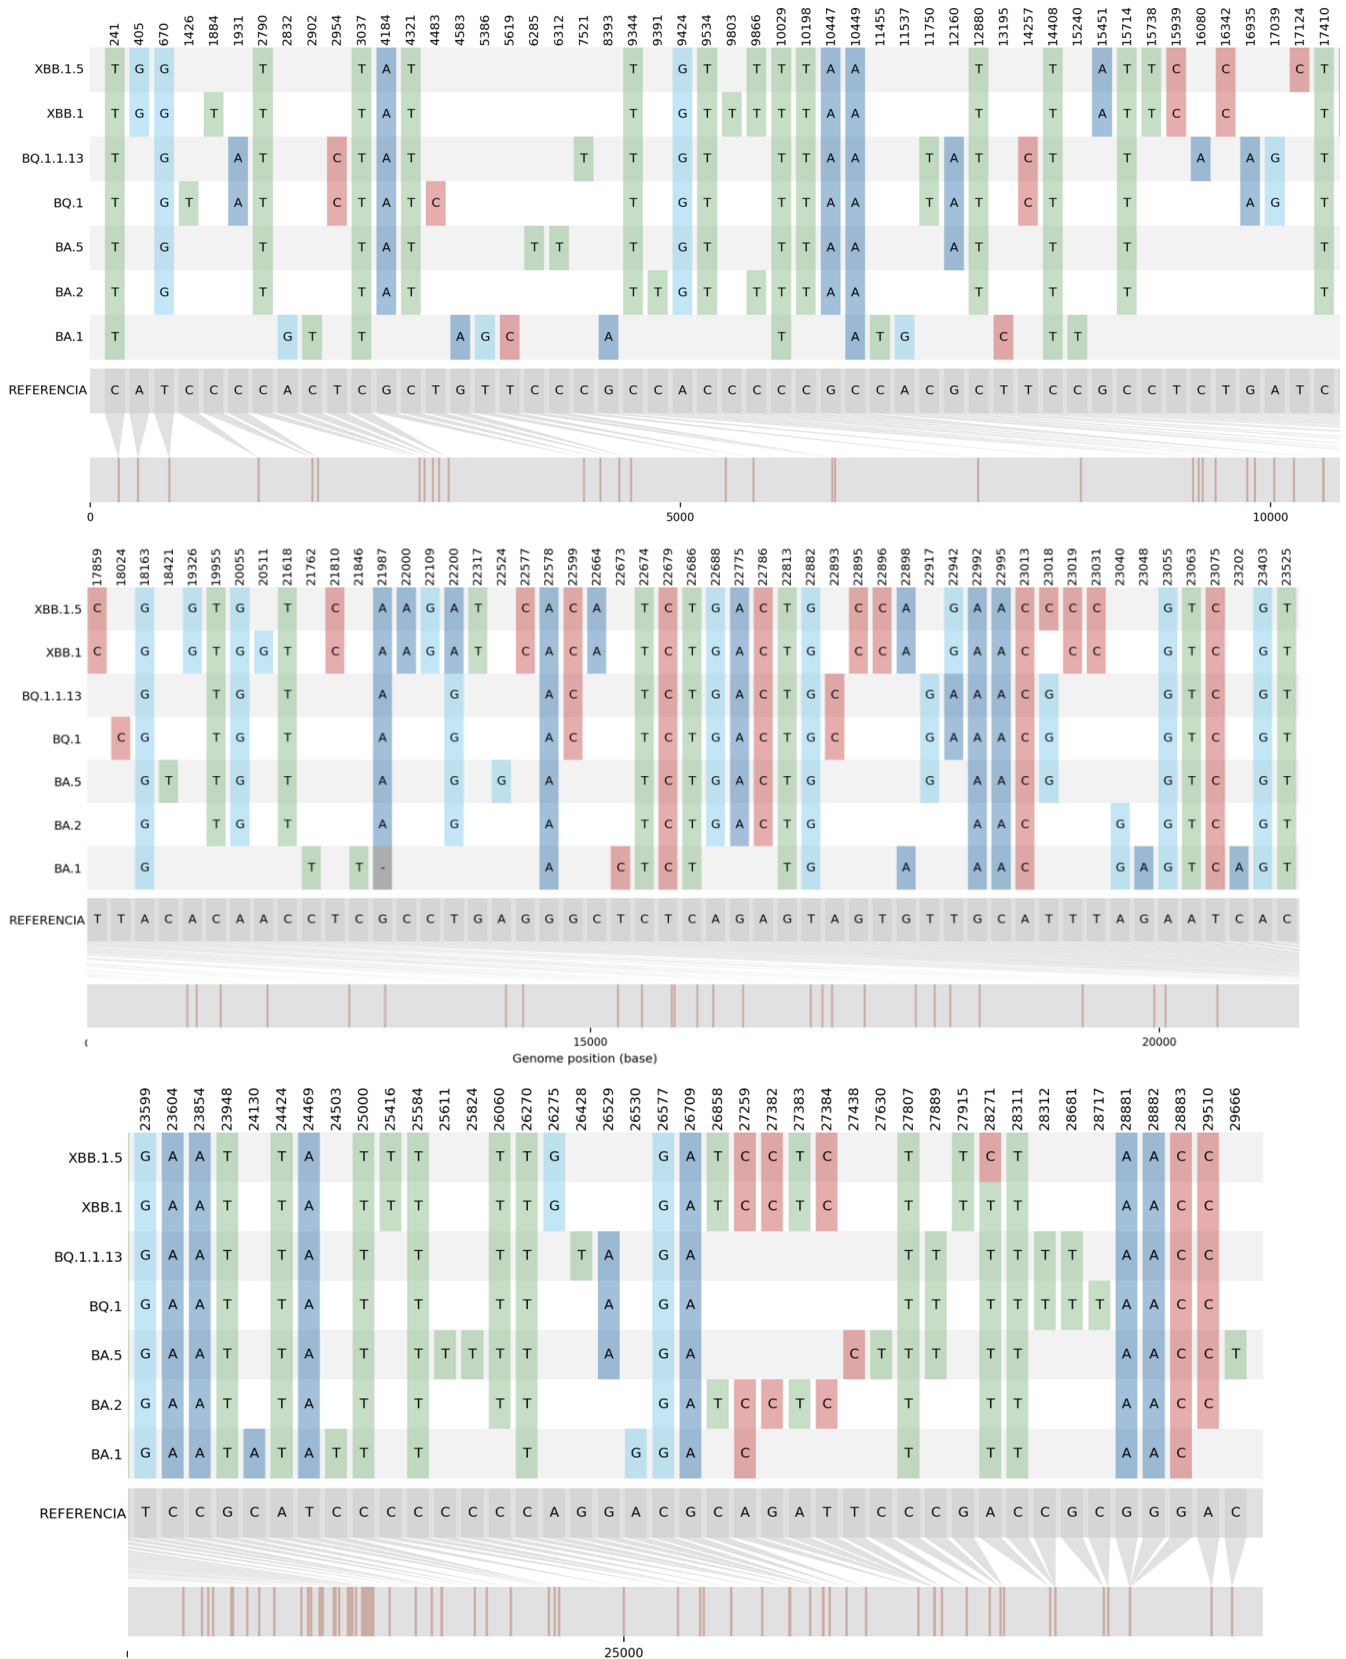 241 405 670 1426 1884 1931 2790 2832 2902 2954 3037 4184 4321 4483 4583 5386 5619 6285 6312 7521 8393 9344 9391 9424 9534 9803 9866 10029 10198 10447 10449 11455 11537 11750 12160 12880 13195 14257 14408 15240 15451 15714 15738 15939 16080 16342 16935 17039 17124 17410
XBB.1.5 T G G T T A T T G T T T T A A T T A T T C C C T
XBB.1 T G G T T T A T T G T T T T T A A T T A T T C C T
BQ.1.1.13 T G A T C T A T T T G T T T A A T A T C T T A A G T
BQ.1 T G T A T C T A T C T G T T T A A T A T C T T A G T
BA.5 T G T T A T T T T G T T T A A A T T T T
BA.2 T G T T A T T T G T T T T A A T T T T
BA.1 T G T T A G C A T A T G C T T
REFERENCIA C A T C C C C A C T C G C T G T T C C C G C C A C C C C C G C C A C G C T T C C G C C T C T G A T C
0 5000 10000
17859 18024 18163 18421 19326 19955 20055 20511 21618 21762 21810 21846 21987 22000 22109 22200 22317 22524 22577 22578 22599 22664 22673 22674 22679 22686 22688 22775 22786 22813 22882 22893 22895 22896 22898 22917 22942 22992 22995 23013 23018 23019 23031 23040 23048 23055 23063 23075 23202 23403 23525
XBB.1.5 C G G T G T C A A G A T C A C A T C T G A C T G C C A G A A C C C C G T C G T
XBB.1 C G G T G G T C A A G A T C A C A T C T G A C T G C C A G A A C C C G T C G T
BQ.1.1.13 G T G T A G A C T C T G A C T G C G A A A C G G T C G T
BQ.1 C G T G T A G A C T C T G A C T G C G A A A C G G T C G T
BA.5 G T T G T A G G A T C T G A C T G G A A C G G T C G T
BA.2 G T G T A G A T C T G A C T G A A C G G T C G T
BA.1 G T T - A C T C T T G A A A C G A G T C A G T
REFERENCIA T T A C A C A A C C T C G C C T G A G G G C T C T C A G A G T A G T G T T G C A T T T A G A A T C A C
15000 20000
Genome position (base)
23599 23604 23854 23948 24130 24424 24469 24503 25000 25416 25584 25611 25824 26060 26270 26275 26428 26529 26530 26577 26709 26858 27259 27382 27383 27384 27438 27630 27807 27889 27915 28271 28311 28312 28681 28717 28881 28882 28883 29510 29666
XBB.1.5 G A A T T A T T T T T G G A T C C T C T T C T A A C C
XBB.1 G A A T T A T T T T T G G A T C C T C T T T T A A C C
BQ.1.1.13 G A A T T A T T T T T A G A T T T T T T A A C C
BQ.1 G A A T T A T T T T A G A T T T T T T T A A C C
BA.5 G A A T T A T T T T T T A G A C T T T T T A A C C T
BA.2 G A A T T A T T T T G A T C C T C T T T A A C C
BA.1 G A A T A T A T T T T G G A C T T T A A C
REFERENCIA T C C G C A T C C C C C C C C A G G A C G C A G A T T C C C G A C C G C G G G A C
25000